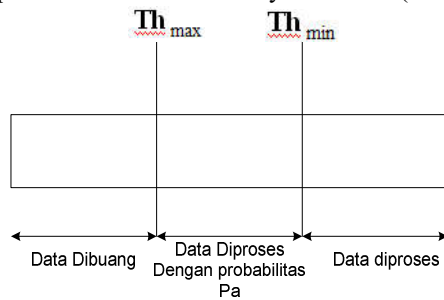 Th max
Th min
Data Dibuang
Data Diproses
Dengan probabilitas
Pa
Data diproses